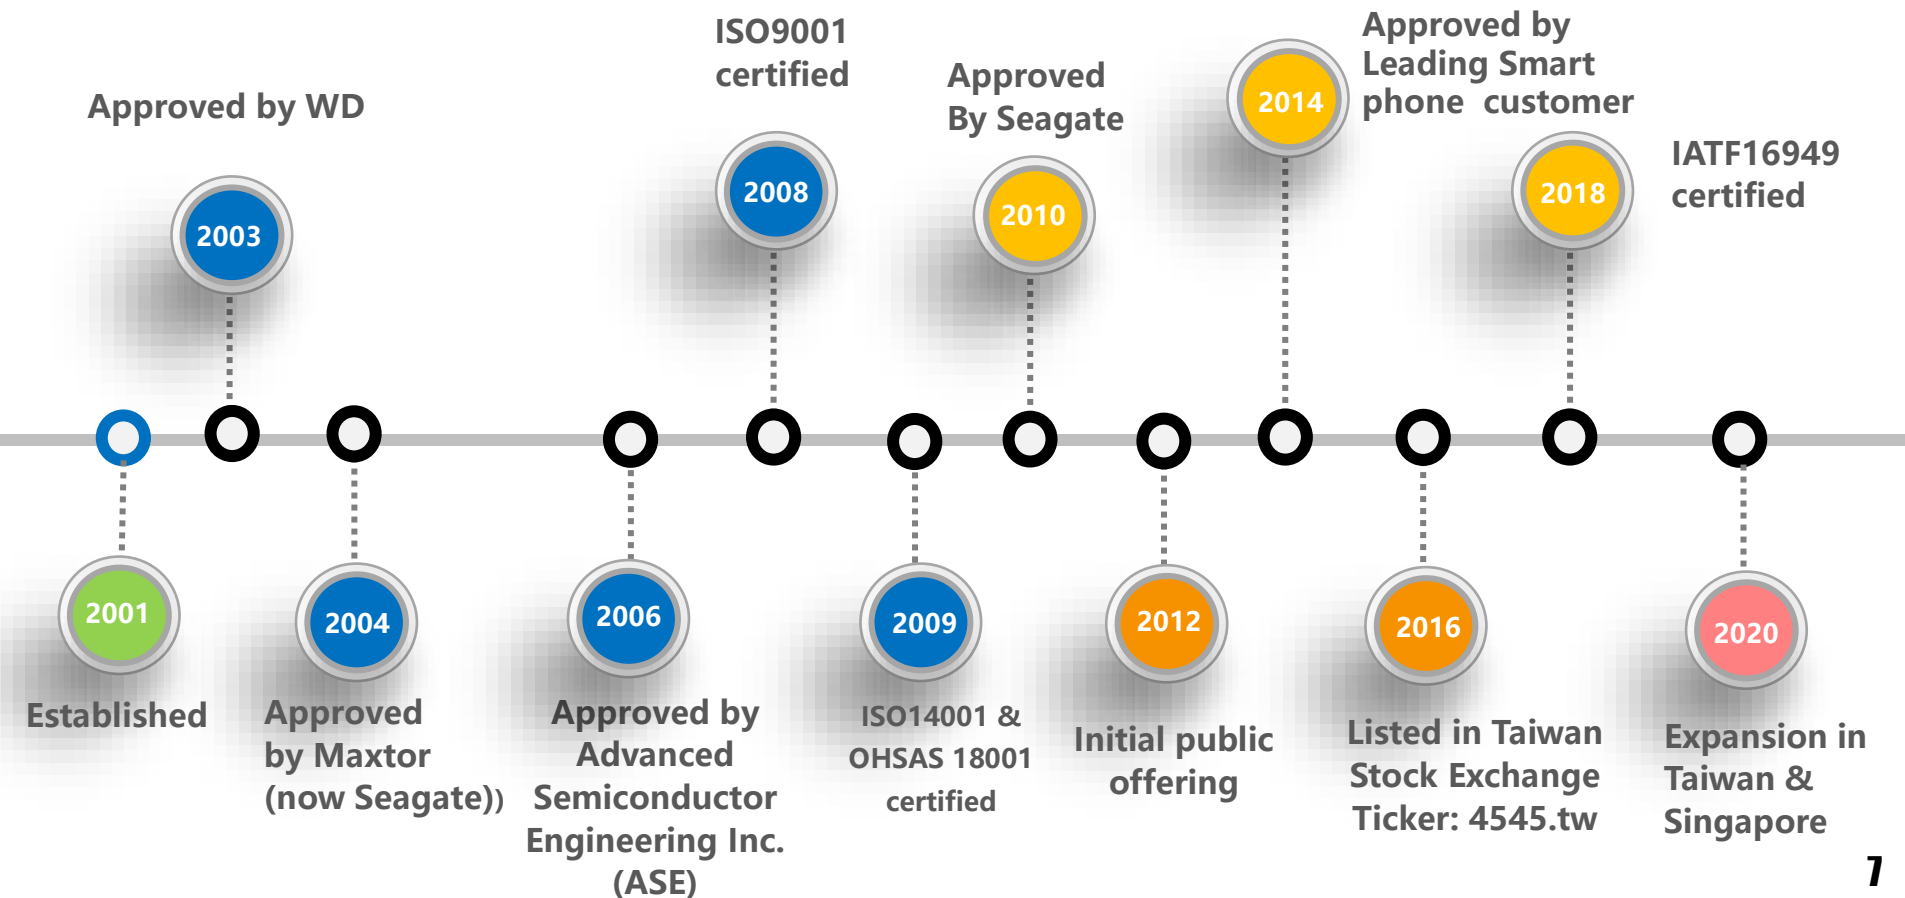 Approved by WD
2003
ISO9001
certified
2008
Approved
By Seagate
2010
2014
Approved by
Leading Smart
phone  customer
2018
IATF16949
certified
2001
Established
2004
Approved
by Maxtor
(now Seagate))
2006
Approved by
Advanced
Semiconductor
Engineering Inc.
(ASE)
2009
ISO14001 &
OHSAS 18001
certified
2012
Initial public
offering
2016
Listed in Taiwan
Stock Exchange
Ticker: 4545.tw
2020
Expansion in
Taiwan &
Singapore
7